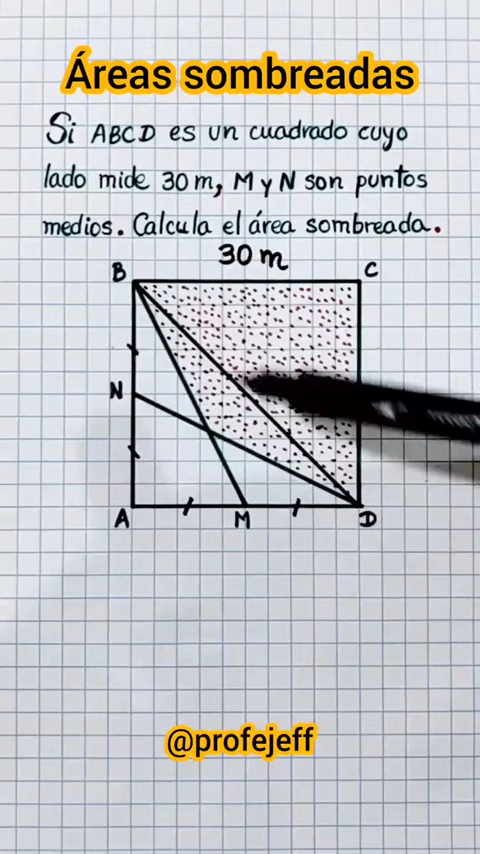 Áreas sombreadas
Si ABCD es un cuadrado cuyo
lado mide 30 m, M y N son puntos
medios. Calcula el área sombreada.
30 m
B
C
N
A
M
D
@profejeff